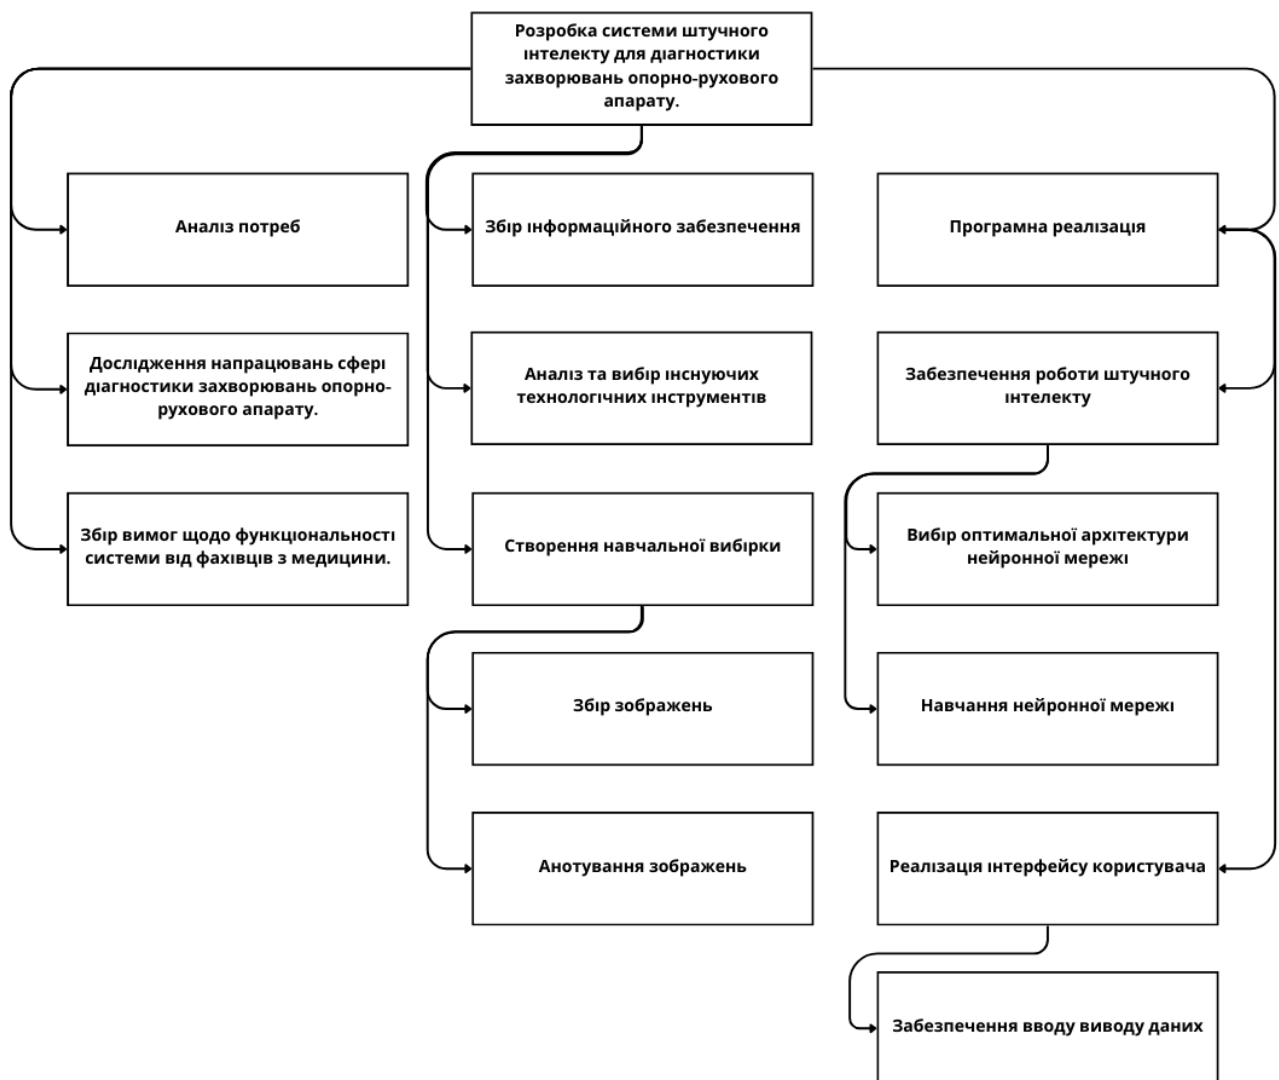 Розробка системи штучного
інтелекту для діагностики
захворювань опорно-рухового
апарату.
Аналіз потреб
Збір інформаційного забезпечення
Програмна реалізація
Дослідження напрацювань сфері
діагностики захворювань опорно-
рухового апарату.
Аналіз та вибір інснуючих
технологічних інструментів
Забезпечення роботи штучного
інтелекту
Збір вимог щодо функціональності
системи від фахівців з медицини.
Створення навчальної вибірки
Вибір оптимальної архітектури
нейронної мережі
Збір зображень
Навчання нейронної мережі
Анотування зображень
Реалізація інтерфейсу користувача
Забезпечення вводу виводу даних